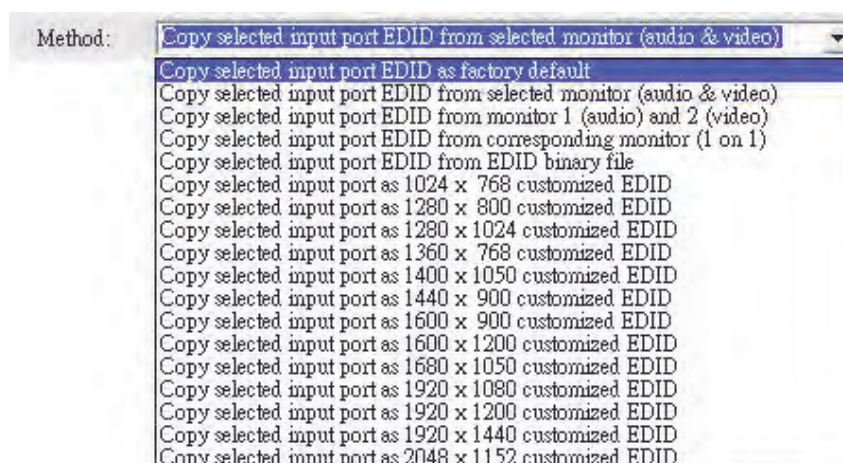 Method:
Copy selected input port EDID from selected monitor (audio & video)
Copy selected input port EDID as factory default
Copy selected input port EDID from selected monitor (audio & video)
Copy selected input port EDID from monitor 1 (audio) and 2 (video)
Copy selected input port EDID from corresponding monitor (1 on 1)
Copy selected input port EDID from EDID binary file
Copy selected input port as 1024 x 768 customized EDID
Copy selected input port as 1280 x 800 customized EDID
Copy selected input port as 1280 x 1024 customized EDID
Copy selected input port as 1360 x 768 customized EDID
Copy selected input port as 1400 x 1050 customized EDID
Copy selected input port as 1440 x 900 customized EDID
Copy selected input port as 1600 x 900 customized EDID
Copy selected input port as 1600 x 1200 customized EDID
Copy selected input port as 1680 x 1050 customized EDID
Copy selected input port as 1920 x 1080 customized EDID
Copy selected input port as 1920 x 1200 customized EDID
Copy selected input port as 1920 x 1440 customized EDID
Copy selected input port as 2048 x 1152 customized EDID